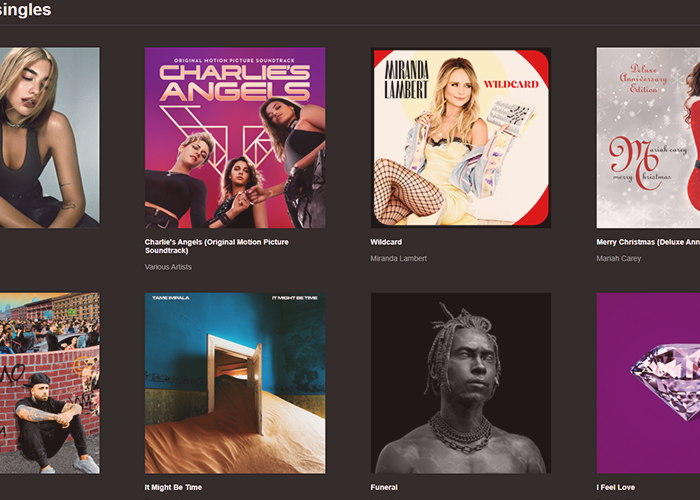 singles
ORIGINAL MOTION PICTURE SOUNDTRACK
CHARLIE'S
ANGELS
MIRANDA
LAMBERT
WILDCARD
Deluxe
Anniversary
Edition
Mariah carey
merry Christmas
Charlie's Angels (Original Motion Picture
Soundtrack)
Various Artists
Wildcard
Miranda Lambert
Merry Christmas (Deluxe Ann
Mariah Carey
TAME IMPALA
IT MIGHT BE TIME
It Might Be Time
Funeral
I Feel Love